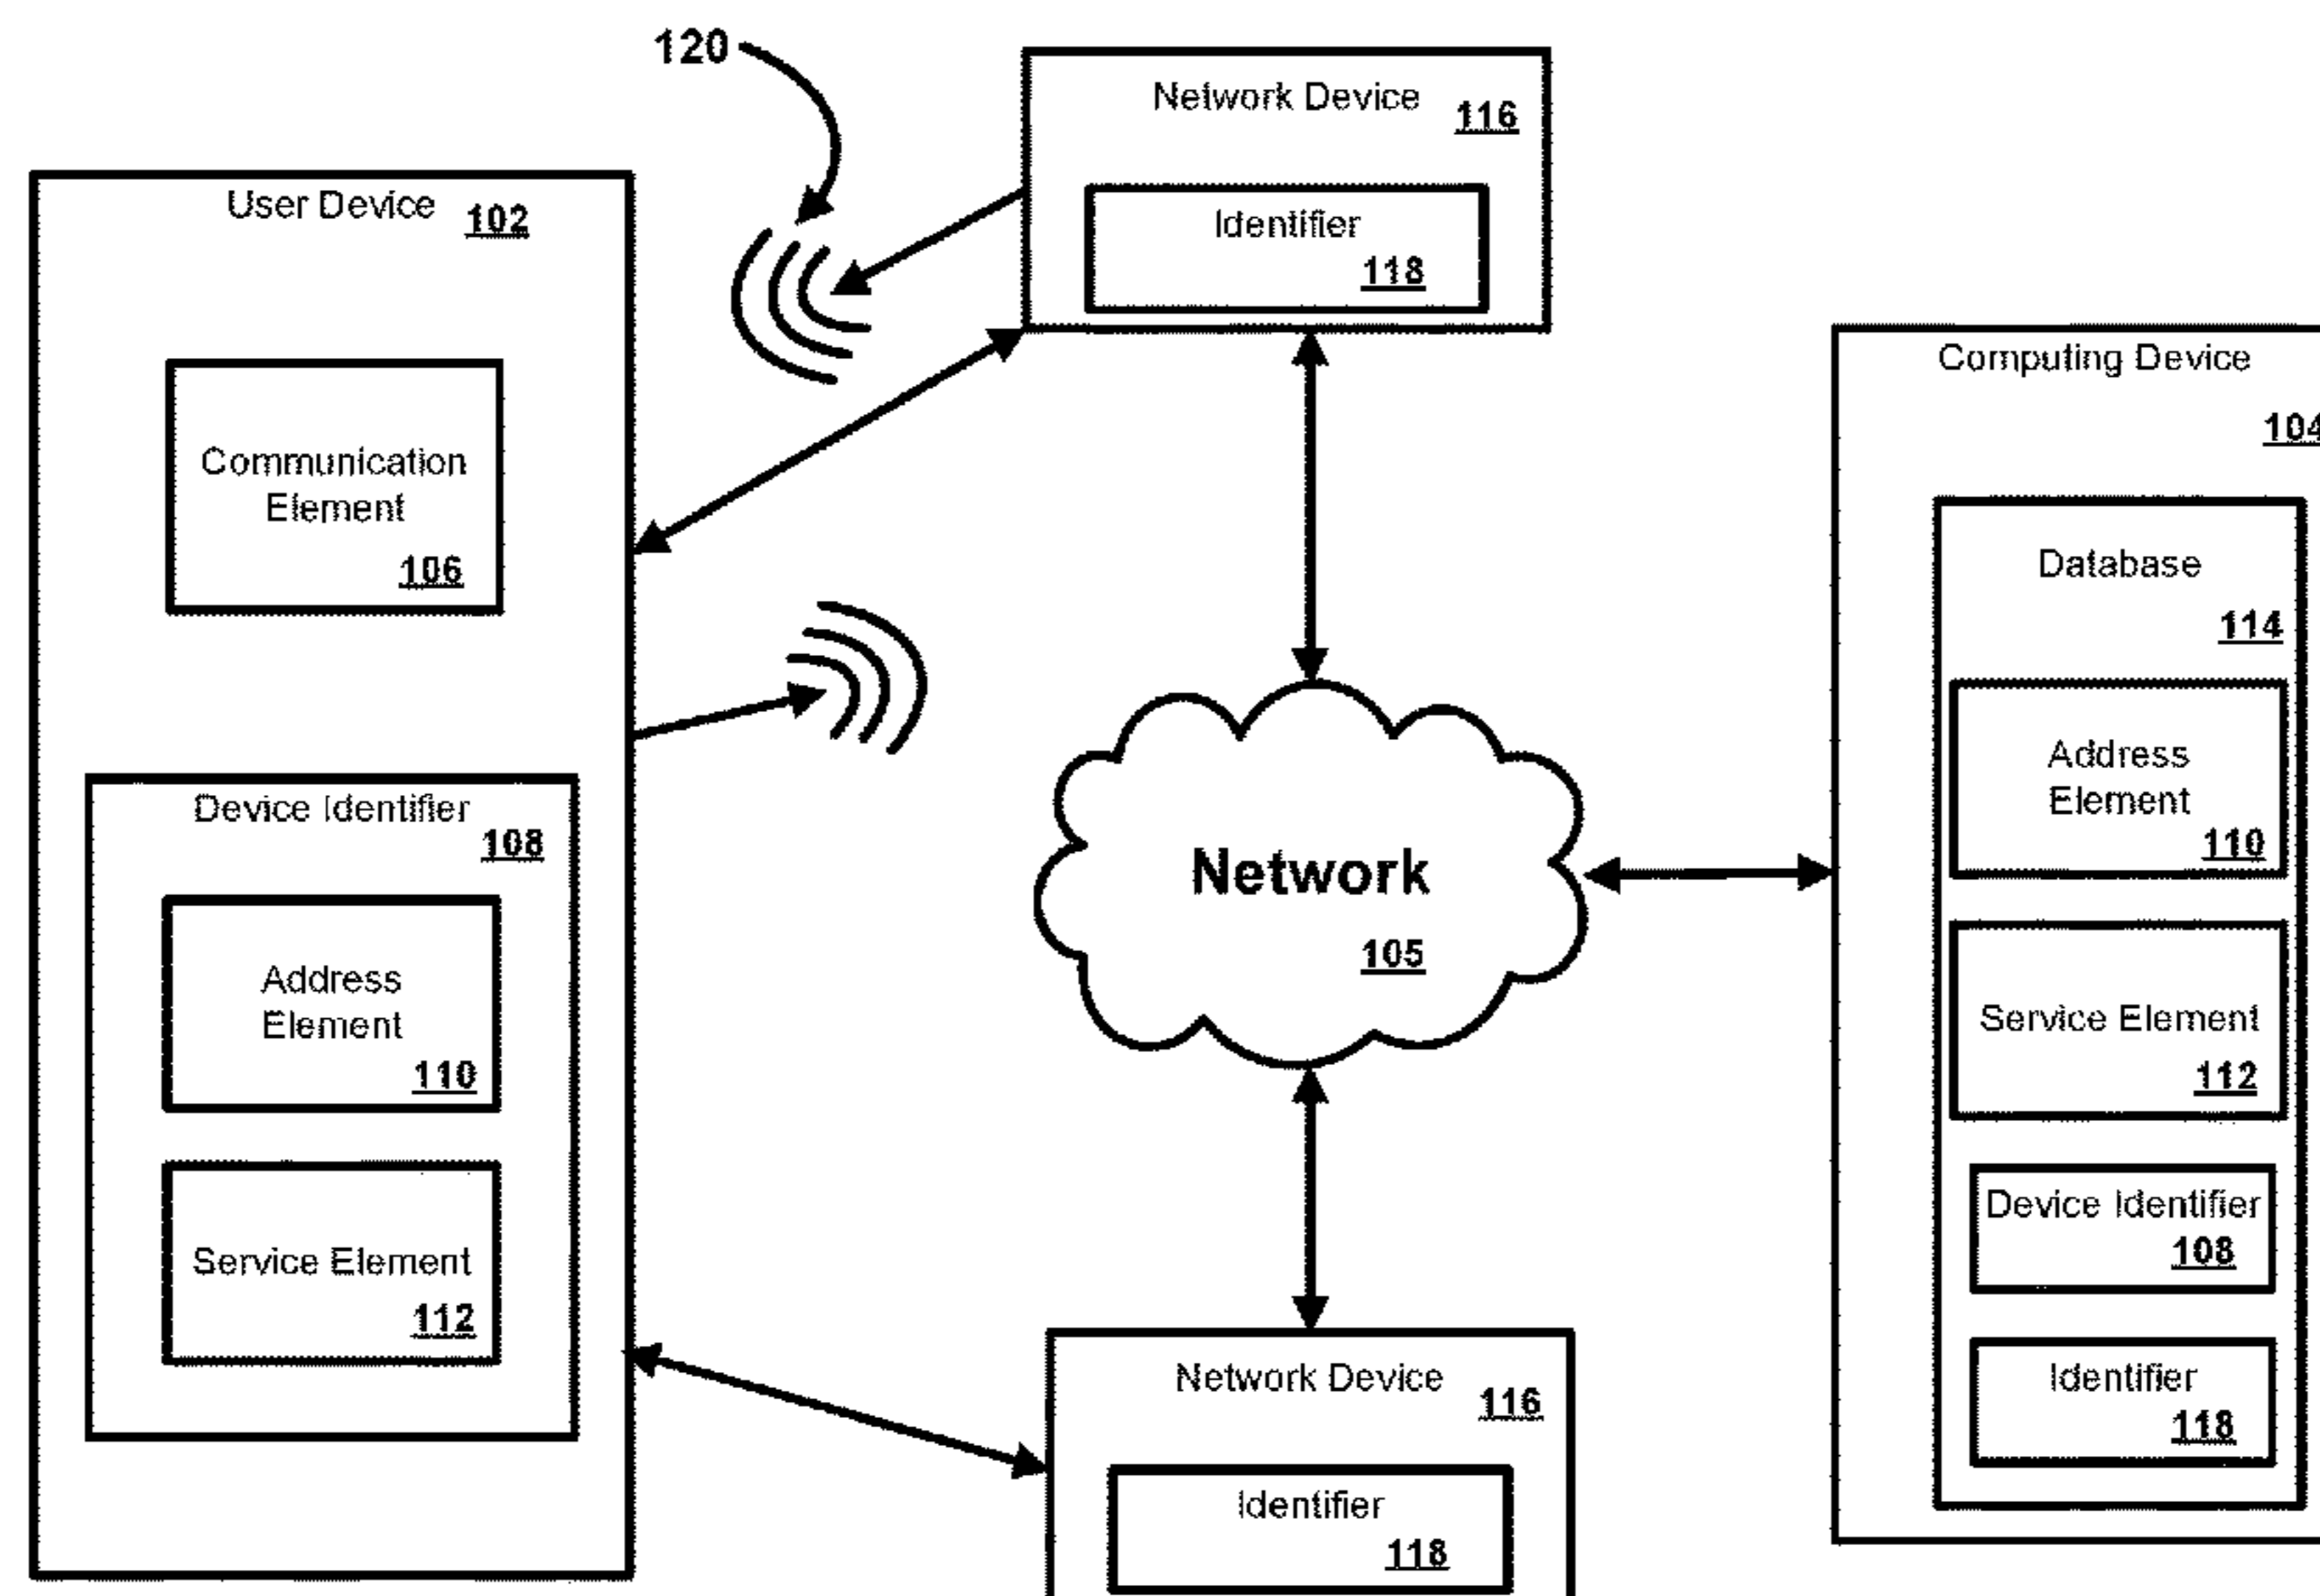 120
Network Device
116
Identifier
118
User Device
102
Communication
Element
106
Device Identifier
108
Address
Element
110
Service Element
112
Network
105
Network Device
116
Identifier
118
Computing Device
104
Database
114
Address
Element
110
Service Element
112
Device Identifier
108
Identifier
118